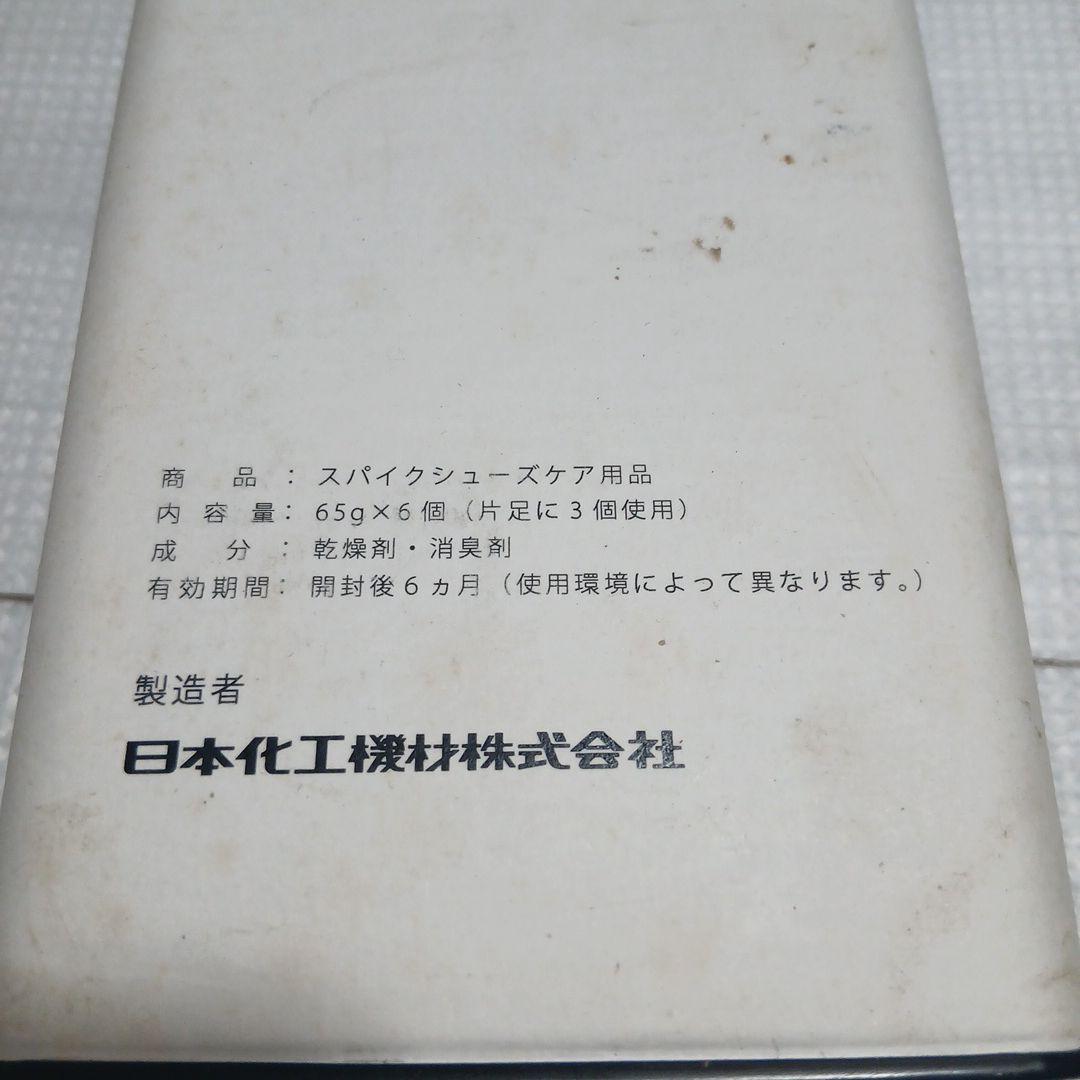 商品：スパイクシューズケア用品
内容量：65g×6個（片足に3個使用）
成分：乾燥剤・消臭剤
有効期間：開封後6ヵ月（使用環境によって異なります。）
製造者
日本化工機材株式会社